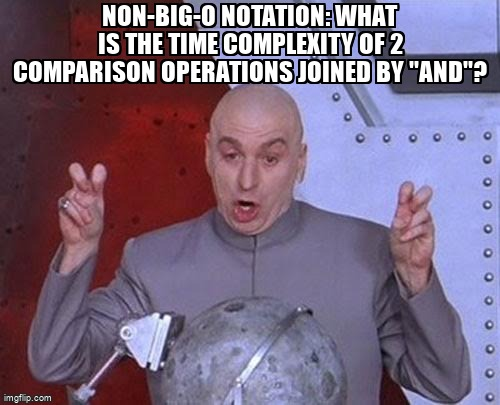 NON-BIG-O NOTATION: WHAT
IS THE TIME COMPLEXITY OF 2
COMPARISON OPERATIONS JOINED BY "AND"?
imgflip.com